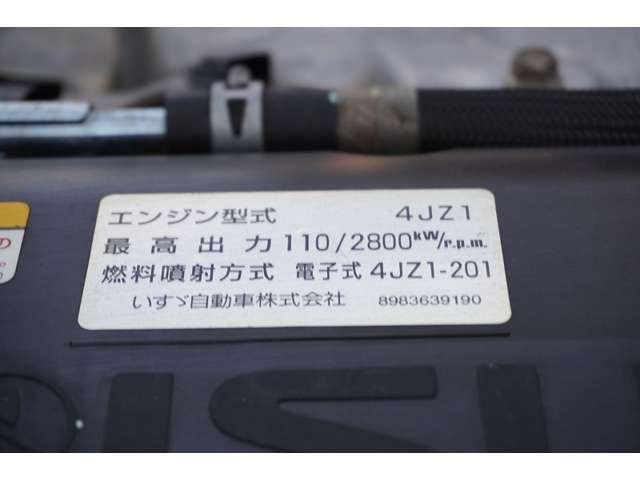 エンジン型式 4JZ1
最高出力 110/2800kW/r.p.m.
燃料噴射方式 電子式 4JZ1-201
いすゞ自動車株式会社 8983639190
の